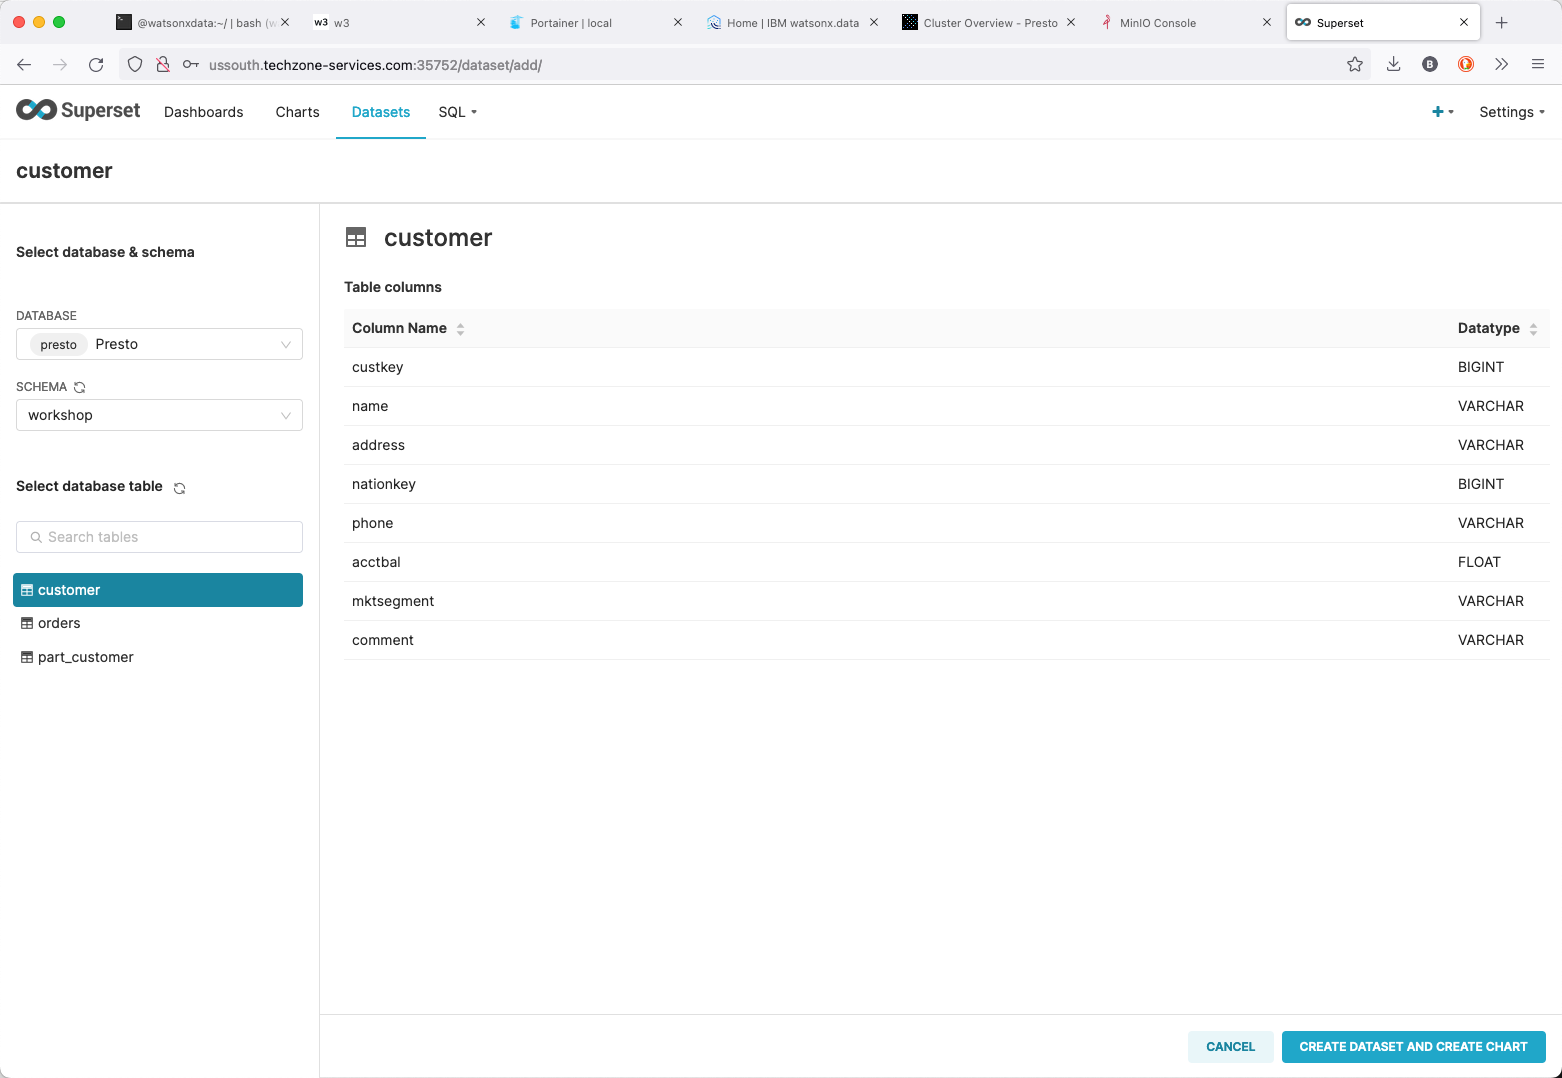 @watsonxdata:~/ | bash (w
w3 w3
Portainer | local
Home | IBM watsonx.data
Cluster Overview - Presto
MinIO Console
Superset
ussouth.techzone-services.com:35752/dataset/add/
B
Superset Dashboards Charts Datasets SQL Settings
customer
Select database & schema
DATABASE
presto Presto
SCHEMA
workshop
Select database table
Search tables
customer
orders
part_customer
customer
Table columns
Column Name Datatype
custkey BIGINT
name VARCHAR
address VARCHAR
nationkey BIGINT
phone VARCHAR
acctbal FLOAT
mktsegment VARCHAR
comment VARCHAR
CANCEL CREATE DATASET AND CREATE CHART